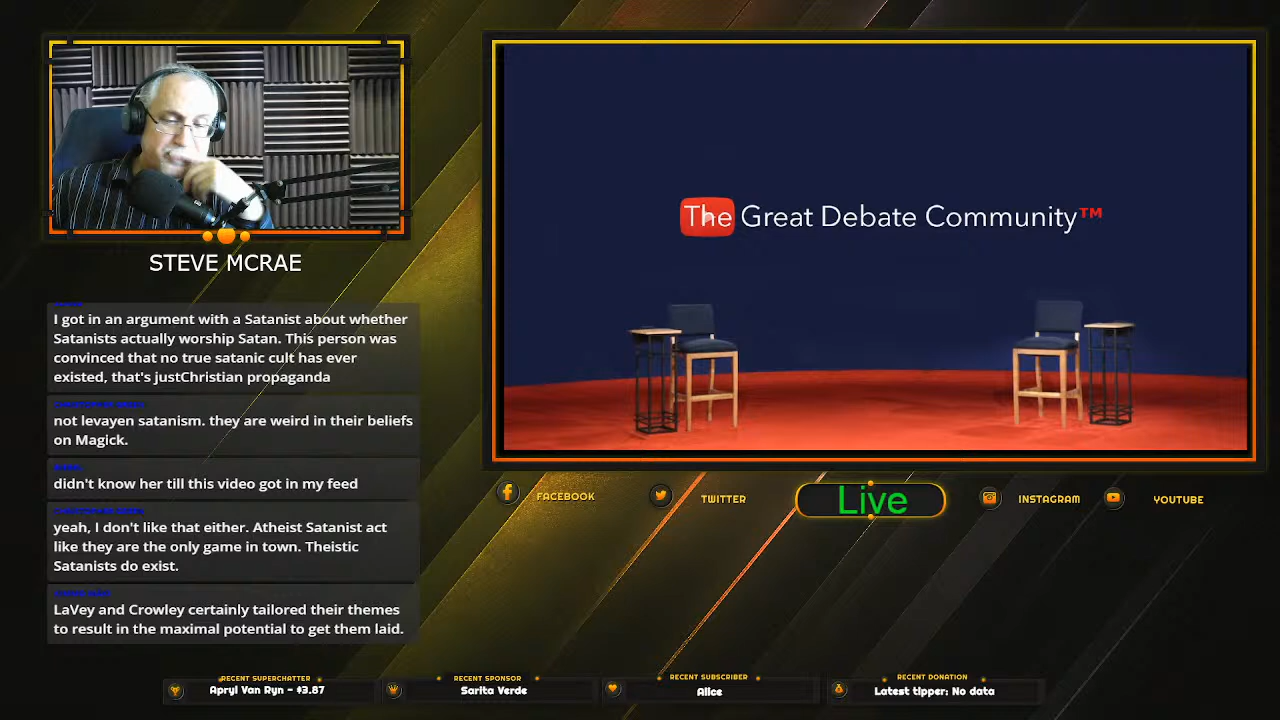 The Great Debate Community™
STEVE MCRAE
I got in an argument with a Satanist about whether
Satanists actually worship Satan. This person was
convinced that no true satanic cult has ever
existed, that's justChristian propaganda
not levayen satanism. they are weird in their beliefs
on Magick.
didn't know her till this video got in my feed
yeah, I don't like that either. Atheist Satanist act
like they are the only game in town. Theistic
Satanists do exist.
LaVey and Crowley certainly tailored their themes
to result in the maximal potential to get them laid.
FACEBOOK
TWITTER
Live
INSTAGRAM
YOUTUBE
RECENT SUPERCHATTER
Apryl Van Ryn - $3.87
RECENT SPONSOR
Sarita Verde
RECENT SUBSCRIBER
Alice
RECENT DONATION
Latest tipper: No data